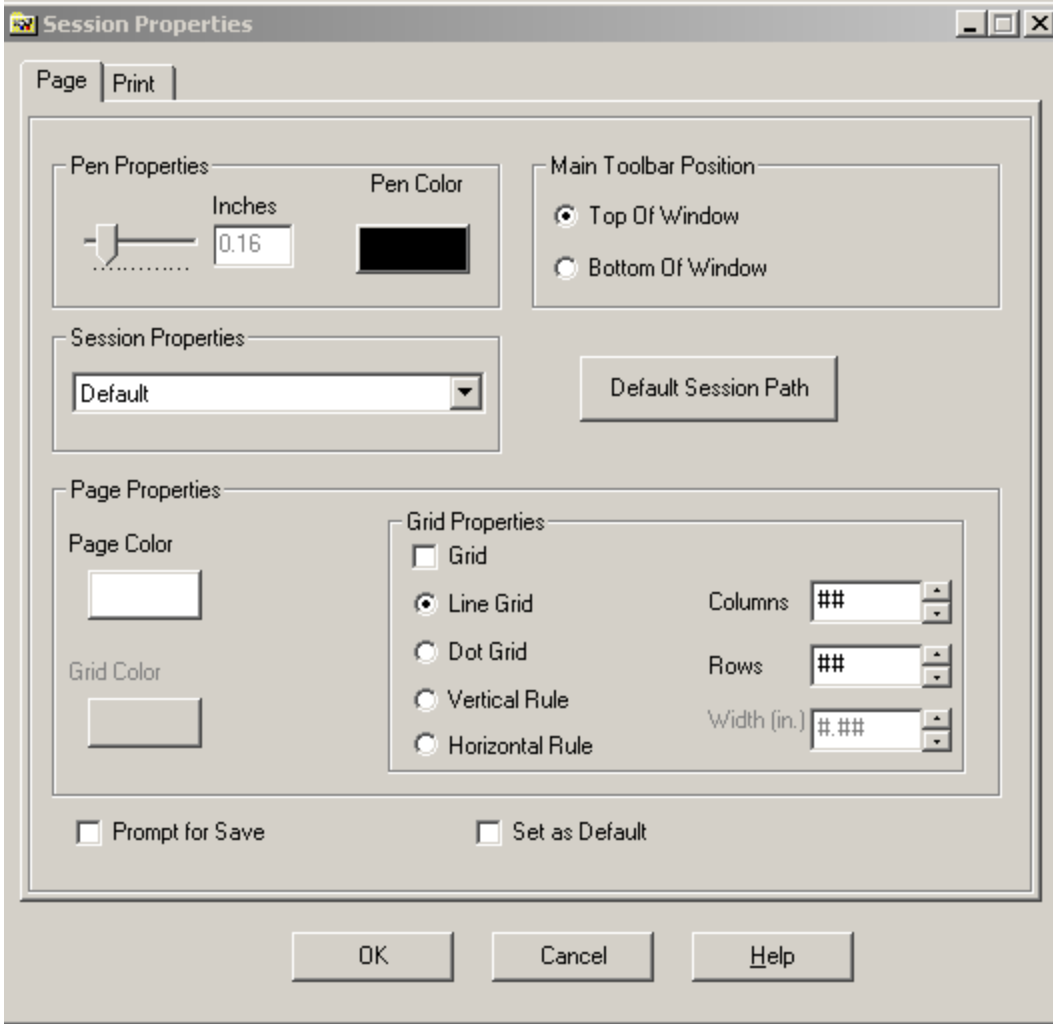 Session Properties
Page
Print
Pen Properties
Inches
0.16
Pen Color
Main Toolbar Position
Top Of Window
Bottom Of Window
Session Properties
Default
Default Session Path
Page Properties
Page Color
Grid Color
Grid Properties
Grid
Line Grid
Dot Grid
Vertical Rule
Horizontal Rule
Columns ##
Rows ##
Width (in.) #.##
Prompt for Save
Set as Default
OK
Cancel
Help